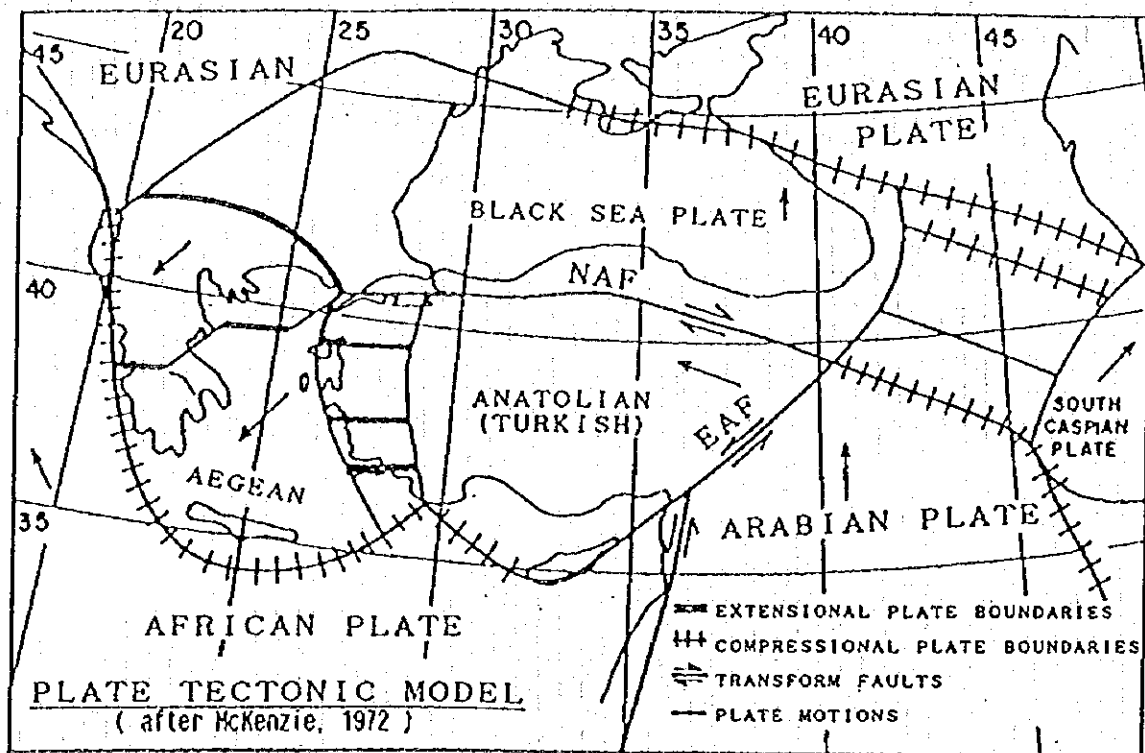 20 25 30 35 40 45
45
EURASIAN
EURASIAN
PLATE
BLACK SEA PLATE
40
NAF
ANATOLIAN
(TURKISH)
EAF
SOUTH
CASPIAN
PLATE
AEGEAN
35
ARABIAN PLATE
AFRICAN PLATE
EXTENSIONAL PLATE BOUNDARIES
COMPRESSIONAL PLATE BOUNDARIES
TRANSFORM FAULTS
PLATE MOTIONS
PLATE TECTONIC MODEL
( after McKenzie, 1972 )